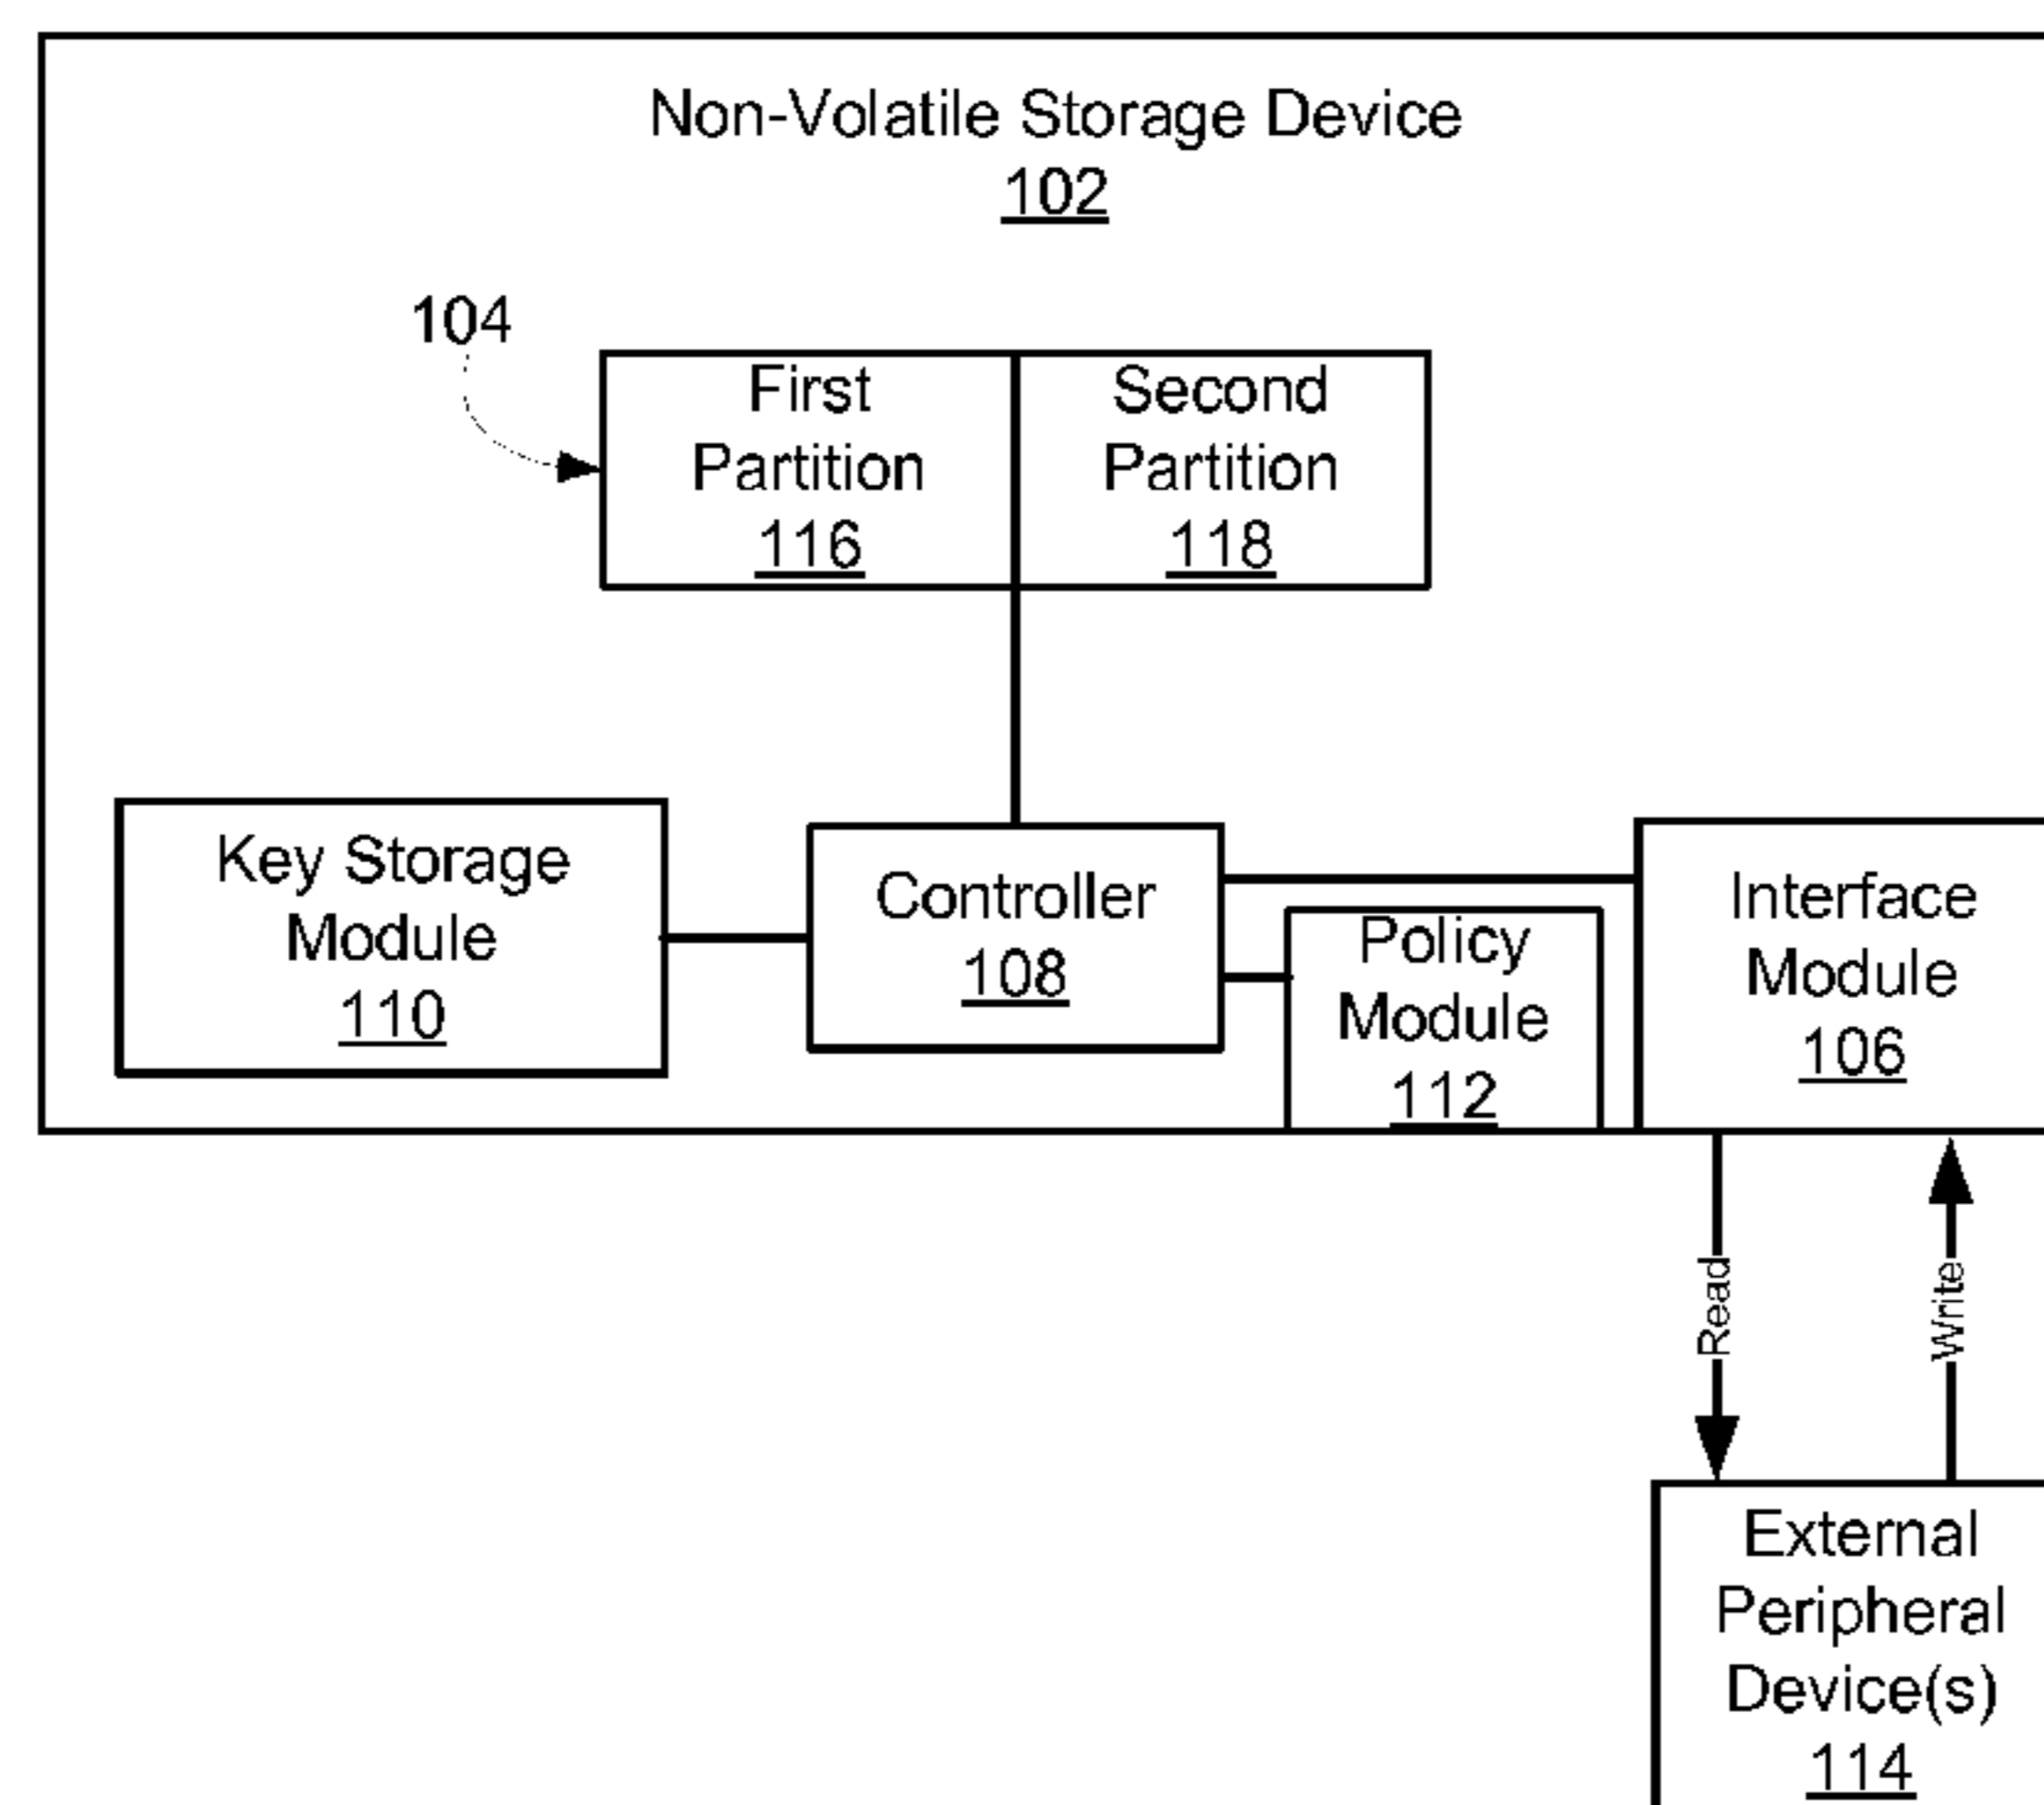 Non-Volatile Storage Device
102
104
First
Partition
116
Second
Partition
118
Key Storage
Module
110
Controller
108
Policy
Module
112
Interface
Module
106
Read
Write
External
Peripheral
Device(s)
114